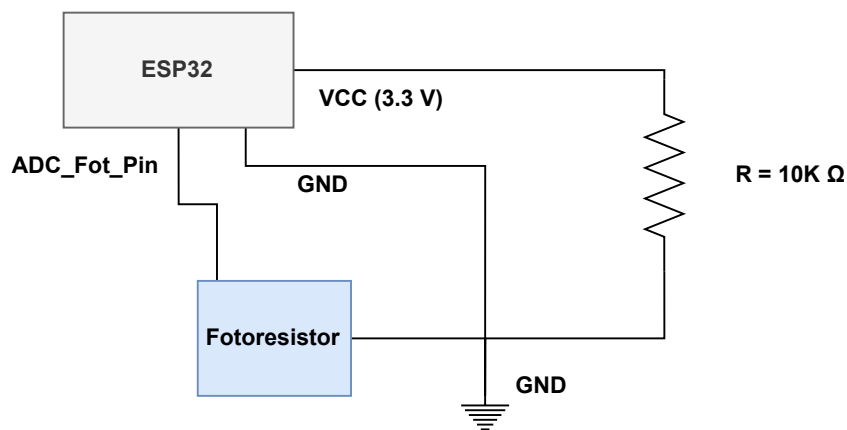 ESP32
VCC (3.3 V)
ADC_Fot_Pin
GND
R = 10K Ω
Fotoresistor
GND